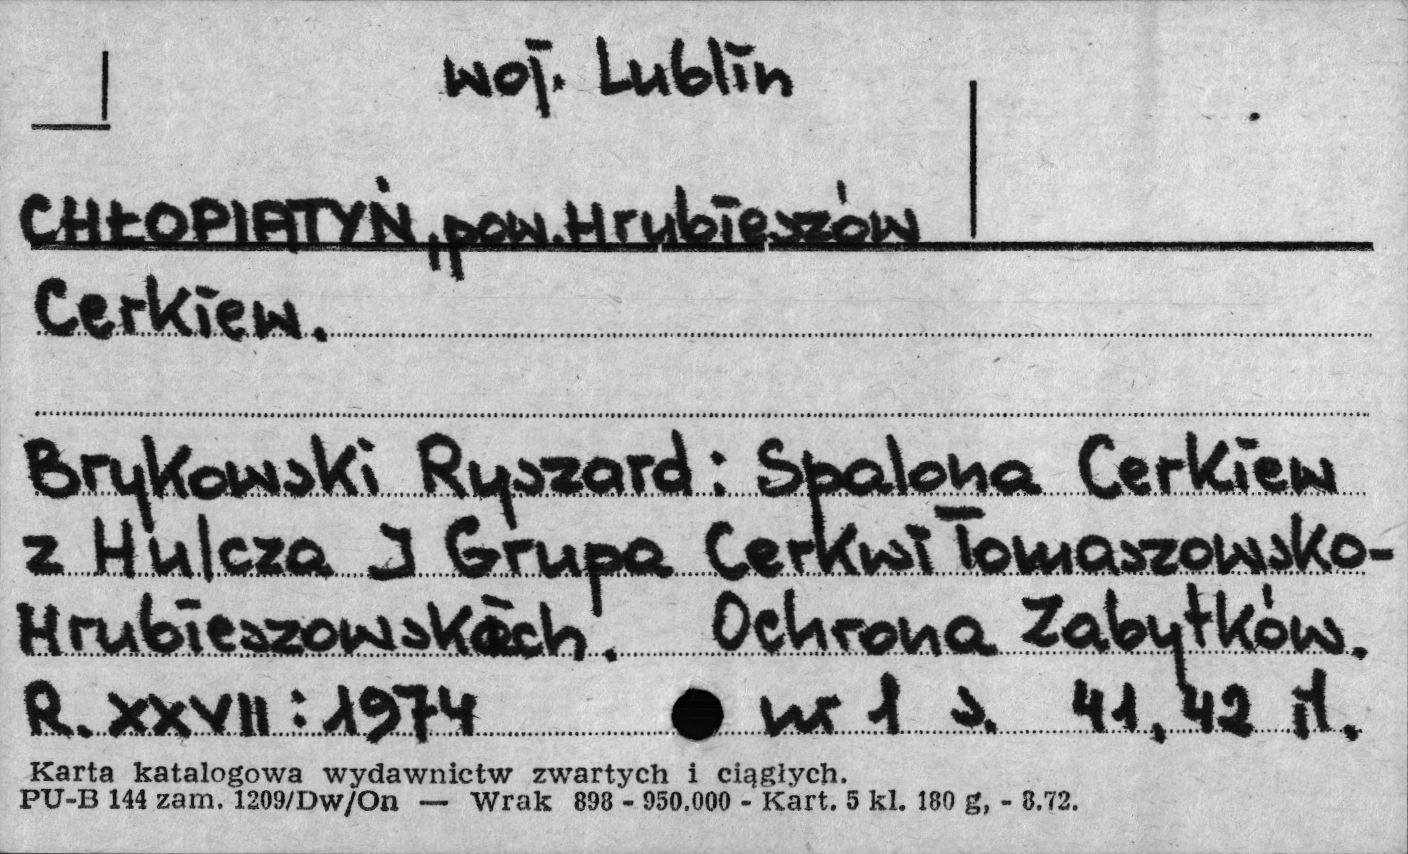 woj. Lublin
CHŁOPIATYŃ, pow. Hrubieszów
Cerkiew.
Brykowski Ryszard: Spalona Cerkiew
z Hulcza I Grupa Cerkwi Tomaszowsko-
Hrubieszowskich. Ochrona Zabytków.
R. XXVII: 1974 nr 1 s. 41, 42 il.
Karta katalogowa wydawnictw zwartych i ciągłych.
PU-B 144 zam. 1209/Dw/On — Wrak 898 - 950.000 - Kart. 5 kl. 180 g, - 8.72.